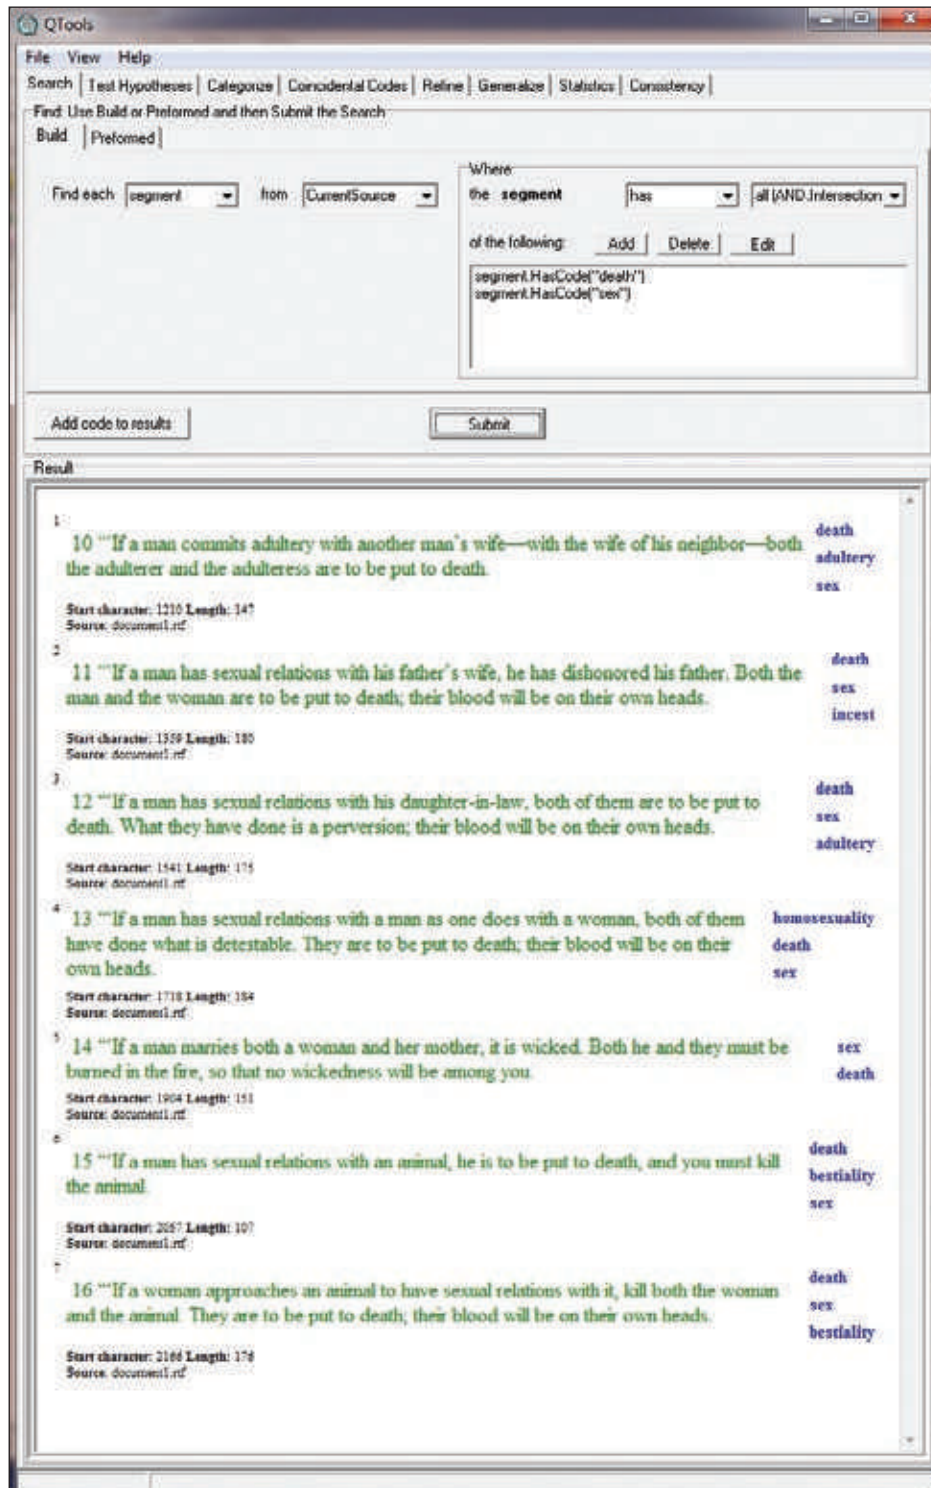 QTools
File View Help
Search Test Hypotheses Categorize Coincidental Codes Refine Generalize Statistics Consistency
Find: Use Build or Preformed and then Submit the Search
Build Preformed
Where
Find each segment from CurrentSource the segment has all (AND,Intersection
of the following: Add Delete Edit
segment.HasCode("death")
segment.HasCode("sex")
Add code to results Submit
Result
1
10 "'If a man commits adultery with another man's wife—with the wife of his neighbor—both
the adulterer and the adulteress are to be put to death.
death
adultery
sex
Start character: 1210 Length: 147
Source: document1.rtf
2
11 "'If a man has sexual relations with his father's wife, he has dishonored his father. Both the
man and the woman are to be put to death; their blood will be on their own heads.
death
sex
incest
Start character: 1359 Length: 180
Source: document1.rtf
3
12 "'If a man has sexual relations with his daughter-in-law, both of them are to be put to
death. What they have done is a perversion; their blood will be on their own heads.
death
sex
adultery
Start character: 1541 Length: 175
Source: document1.rtf
4
13 "'If a man has sexual relations with a man as one does with a woman, both of them
have done what is detestable. They are to be put to death; their blood will be on their
own heads.
homosexuality
death
sex
Start character: 1718 Length: 184
Source: document1.rtf
5
14 "'If a man marries both a woman and her mother, it is wicked. Both he and they must be
burned in the fire, so that no wickedness will be among you.
sex
death
Start character: 1904 Length: 151
Source: document1.rtf
6
15 "'If a man has sexual relations with an animal, he is to be put to death, and you must kill
the animal.
death
bestiality
sex
Start character: 2057 Length: 107
Source: document1.rtf
7
16 "'If a woman approaches an animal to have sexual relations with it, kill both the woman
and the animal. They are to be put to death; their blood will be on their own heads.
death
sex
bestiality
Start character: 2166 Length: 176
Source: document1.rtf